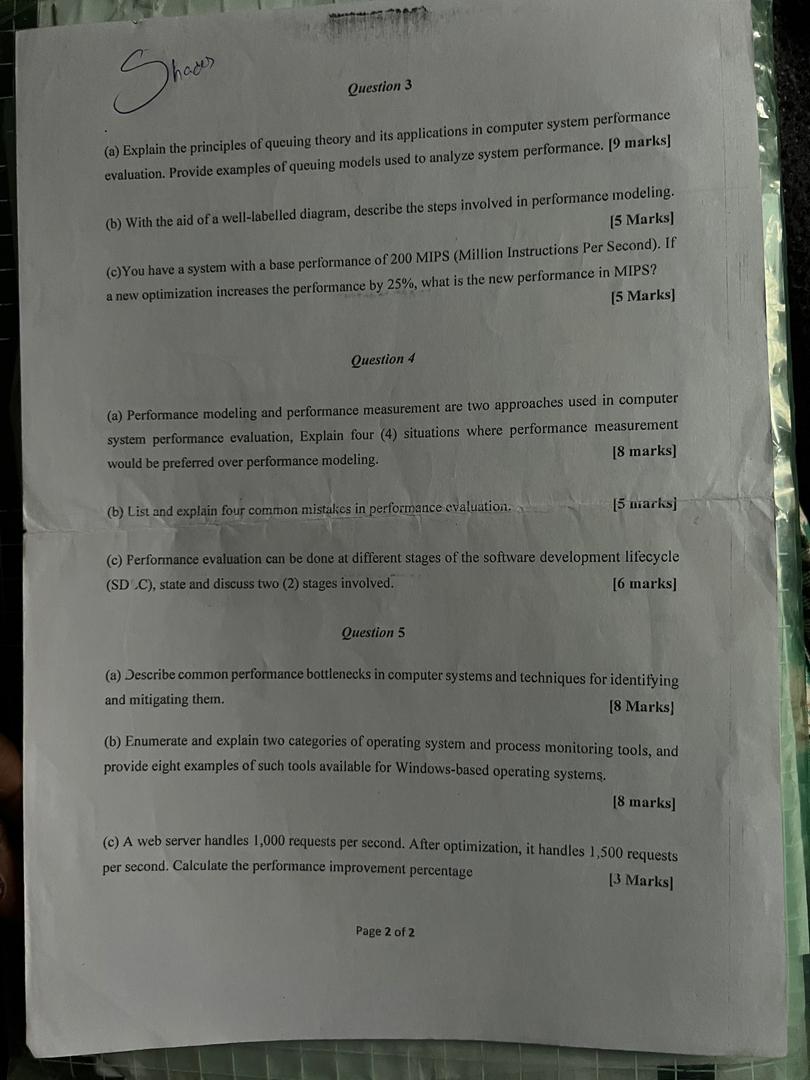 Question 3
(a) Explain the principles of queuing theory and its applications in computer system performance
evaluation. Provide examples of queuing models used to analyze system performance. [9 marks]
(b) With the aid of a well-labelled diagram, describe the steps involved in performance modeling.
[5 Marks]
(c)You have a system with a base performance of 200 MIPS (Million Instructions Per Second). If
a new optimization increases the performance by 25%, what is the new performance in MIPS?
[5 Marks]
Question 4
(a) Performance modeling and performance measurement are two approaches used in computer
system performance evaluation, Explain four (4) situations where performance measurement
would be preferred over performance modeling. [8 marks]
(b) List and explain four common mistakes in performance evaluation. [5 marks]
(c) Performance evaluation can be done at different stages of the software development lifecycle
(SDLC), state and discuss two (2) stages involved. [6 marks]
Question 5
(a) Describe common performance bottlenecks in computer systems and techniques for identifying
and mitigating them. [8 Marks]
(b) Enumerate and explain two categories of operating system and process monitoring tools, and
provide eight examples of such tools available for Windows-based operating systems.
[8 marks]
(c) A web server handles 1,000 requests per second. After optimization, it handles 1,500 requests
per second. Calculate the performance improvement percentage [3 Marks]
Page 2 of 2